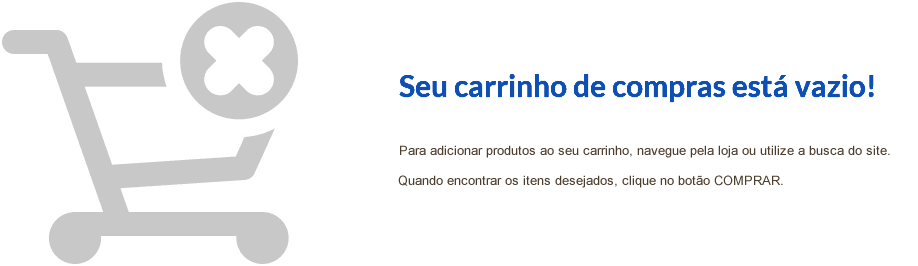 Seu carrinho de compras está vazio!
Para adicionar produtos ao seu carrinho, navegue pela loja ou utilize a busca do site.
Quando encontrar os itens desejados, clique no botão COMPRAR.